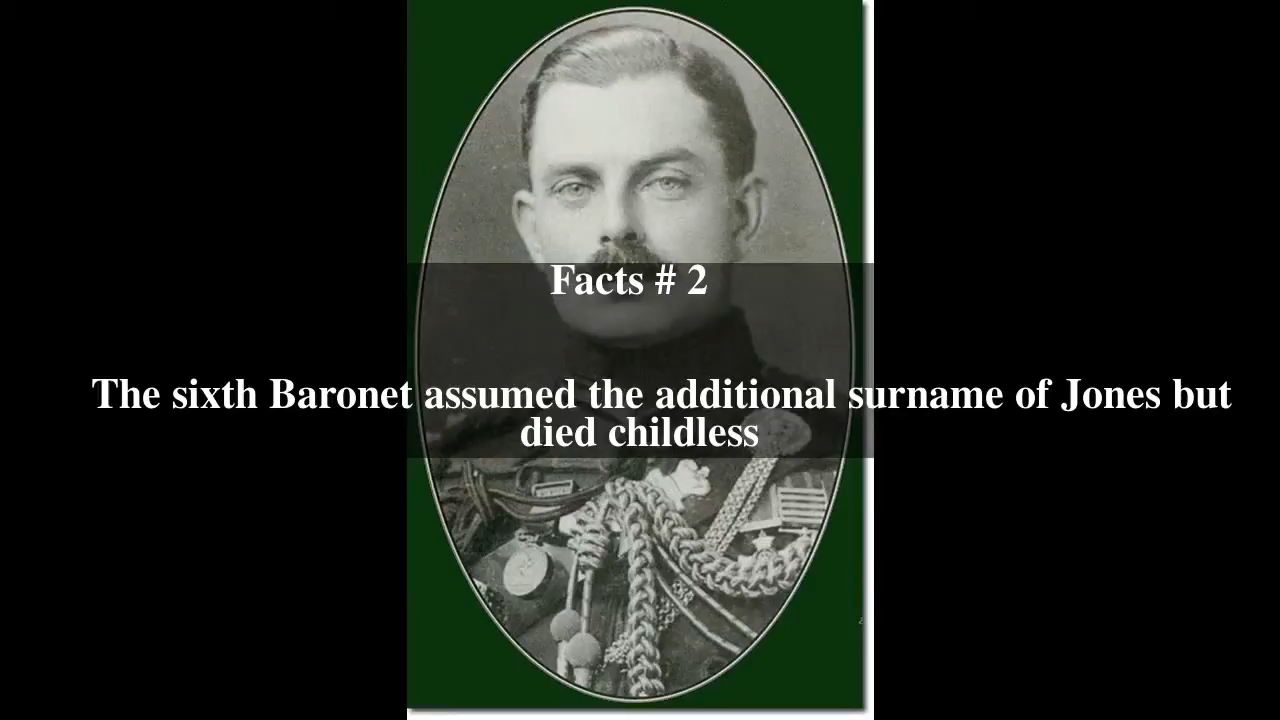 Facts # 2
The sixth Baronet assumed the additional surname of Jones but
died childless